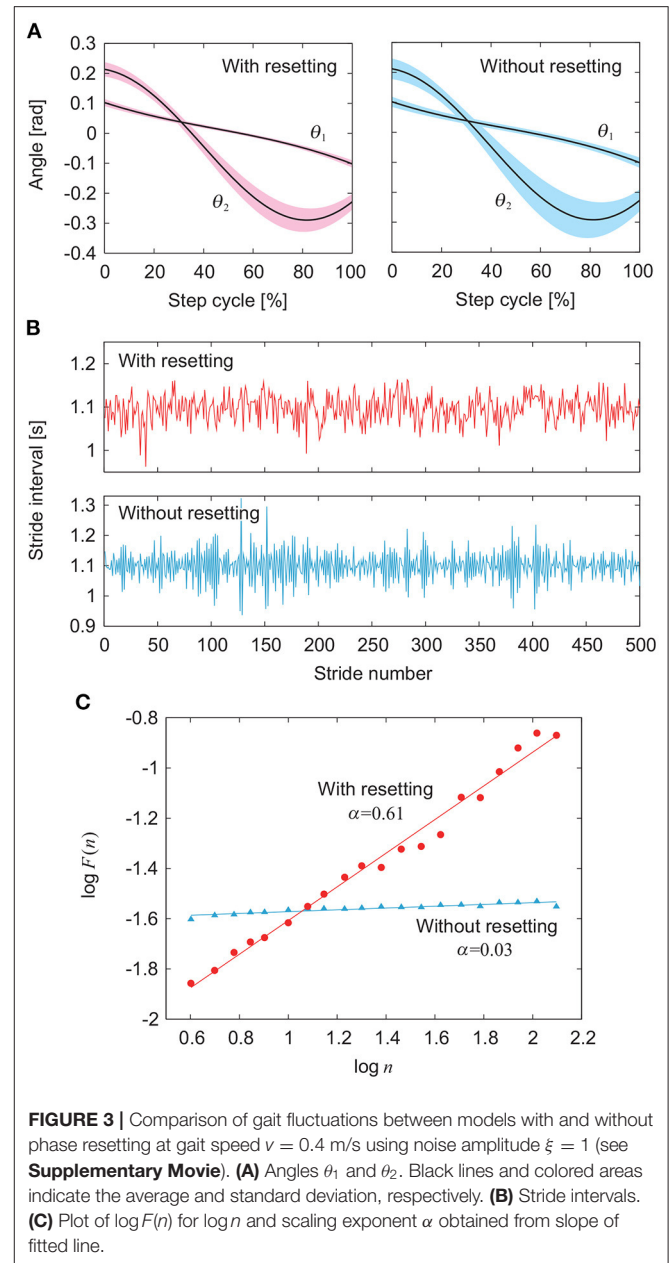 A
Angle [rad]
0.3
0.2
0.1
0
-0.1
-0.2
-0.3
-0.4
With resetting
θ1
θ2
0 20 40 60 80 100
Step cycle [%]
Without resetting
θ1
θ2
0 20 40 60 80 100
Step cycle [%]
B
Stride interval [s]
With resetting
1.2
1.1
1
Without resetting
1.3
1.2
1.1
1
0.9
0 50 100 150 200 250 300 350 400 450 500
Stride number
C
log F(n)
-0.8
-1
-1.2
-1.4
-1.6
-1.8
-2
With resetting
α=0.61
Without resetting
α=0.03
0.6 0.8 1 1.2 1.4 1.6 1.8 2 2.2
log n
FIGURE 3 | Comparison of gait fluctuations between models with and without
phase resetting at gait speed v = 0.4 m/s using noise amplitude ξ = 1 (see
Supplementary Movie). (A) Angles θ1 and θ2. Black lines and colored areas
indicate the average and standard deviation, respectively. (B) Stride intervals.
(C) Plot of log F(n) for log n and scaling exponent α obtained from slope of
fitted line.